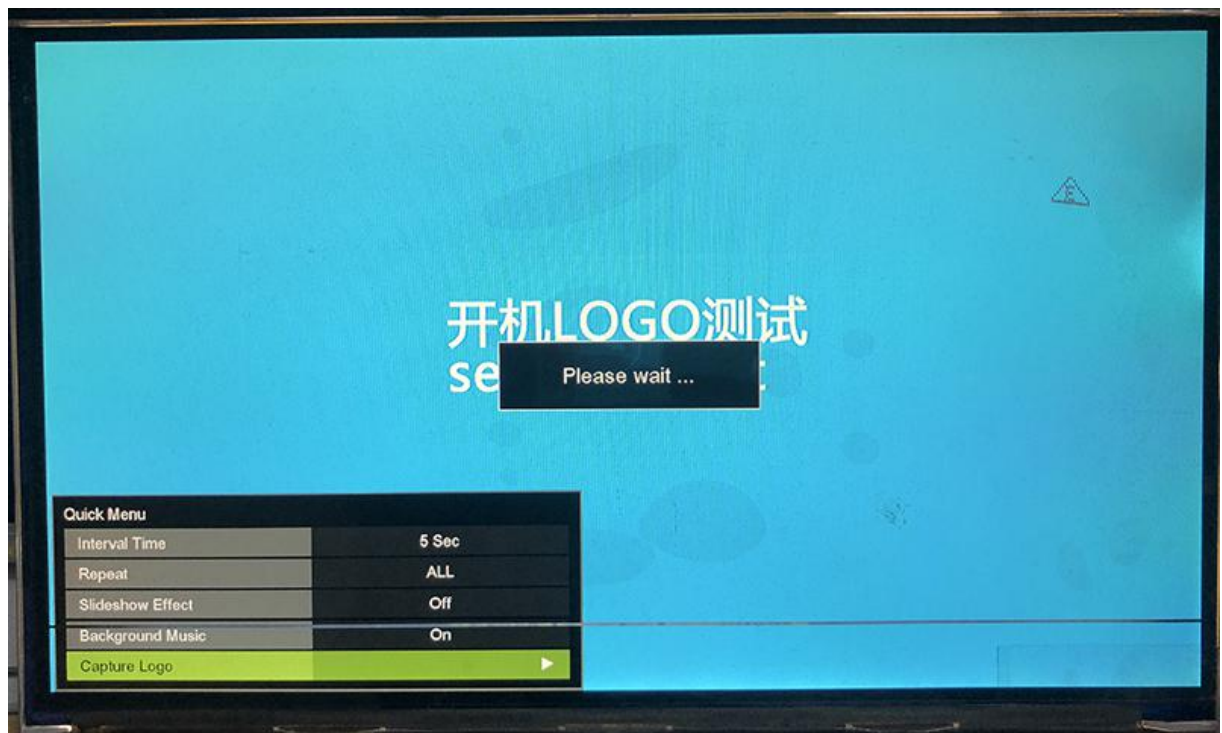 开机LOGO测试
Please wait ...
Quick Menu
Interval Time 5 Sec
Repeat ALL
Slideshow Effect Off
Background Music On
Capture Logo
E